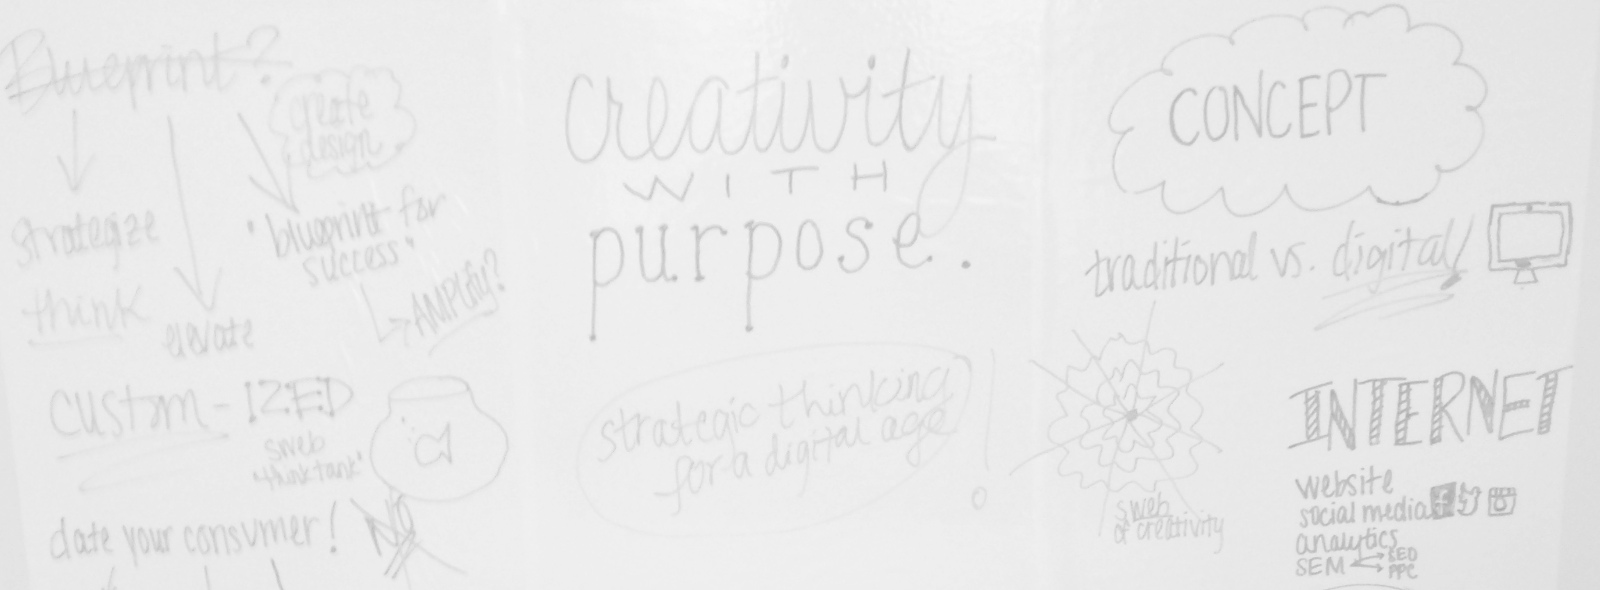 Blueprint?
create
design
strategize
think
elevate
"blueprint for
success"
AMPlify?
custom-IZED
sweb
"thinktank"
date your consumer!
NO
creativity
WITH
purpose.
strategic thinking
for a digital age
!
CONCEPT
traditional vs. digital
sweb
of creativity
INTERNET
website
social media
analytics
SEM
SEO
PPC